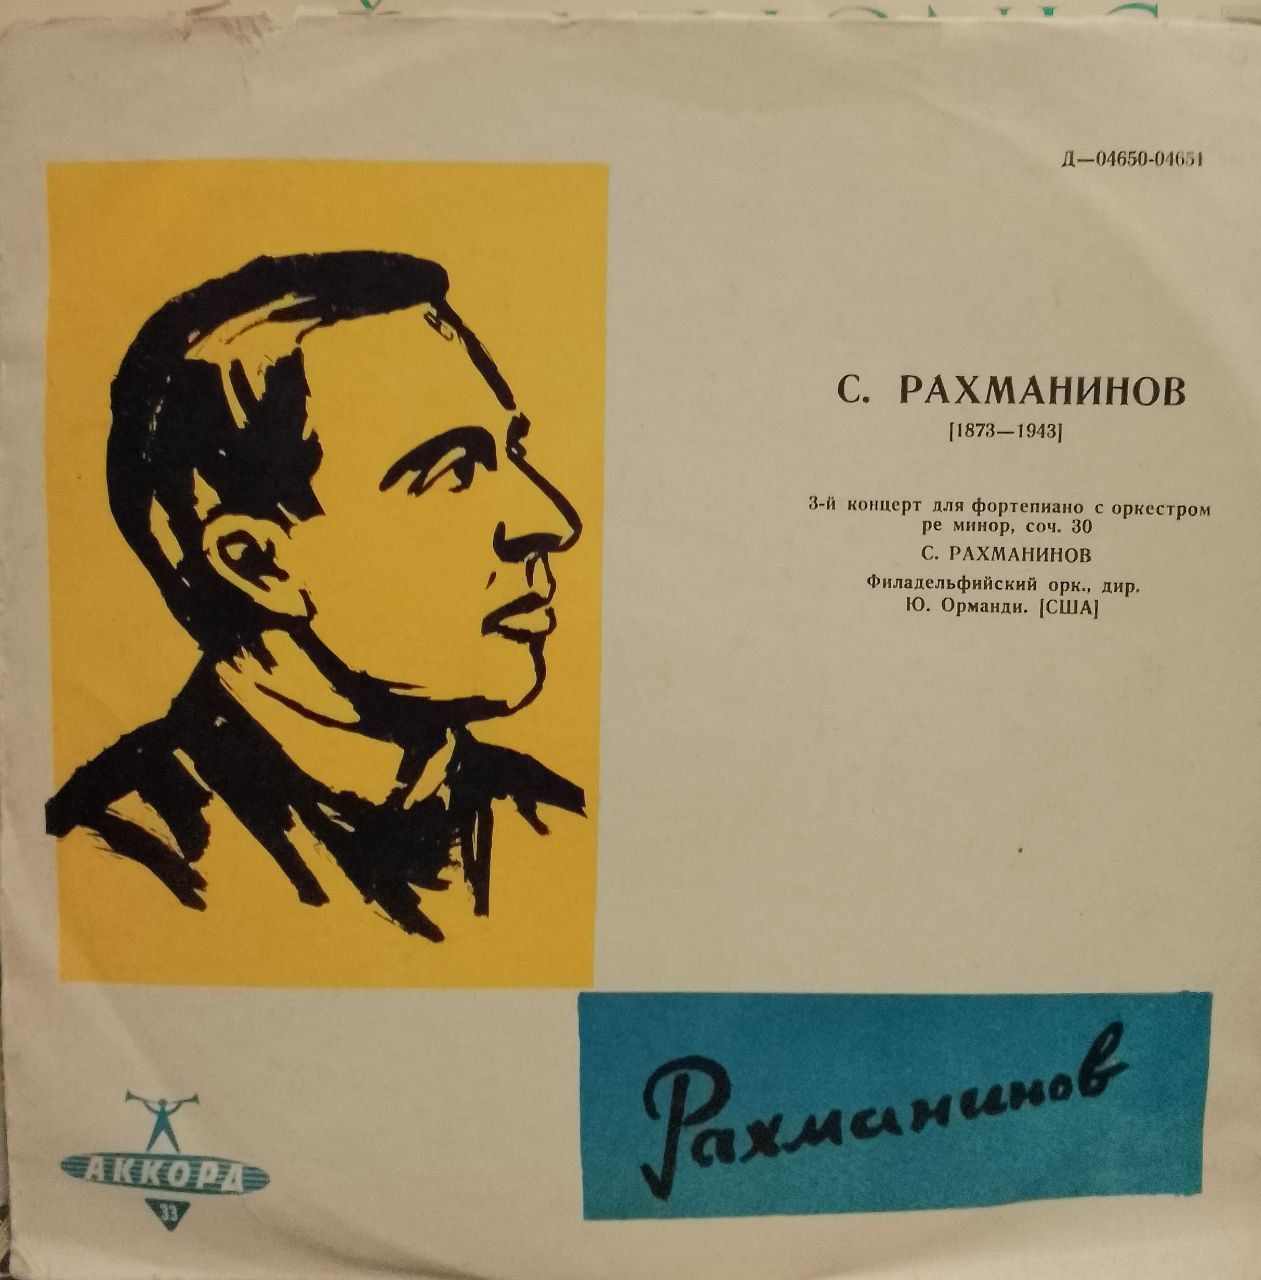 Д—04650-04651
С. РАХМАНИНОВ
[1873—1943]
3-й концерт для фортепиано с оркестром
ре минор, соч. 30
С. РАХМАНИНОВ
Филадельфийский орк., дир.
Ю. Орманди. [США]
Рахманинов
АККОРД
33